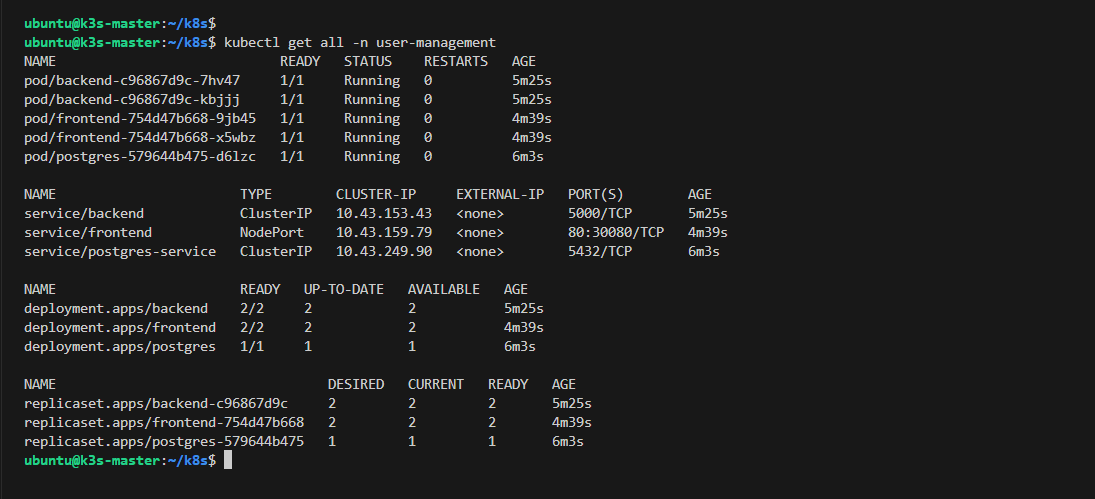 ubuntu@k3s-master:~/k8s$
ubuntu@k3s-master:~/k8s$ kubectl get all -n user-management
NAME                           READY   STATUS    RESTARTS   AGE
pod/backend-c96867d9c-7hv47    1/1     Running   0          5m25s
pod/backend-c96867d9c-kbjjj    1/1     Running   0          5m25s
pod/frontend-754d47b668-9jb45   1/1     Running   0          4m39s
pod/frontend-754d47b668-x5wbz   1/1     Running   0          4m39s
pod/postgres-579644b475-d6lzc   1/1     Running   0          6m3s
NAME                       TYPE        CLUSTER-IP     EXTERNAL-IP   PORT(S)        AGE
service/backend            ClusterIP   10.43.153.43   <none>        5000/TCP       5m25s
service/frontend           NodePort    10.43.159.79   <none>        80:30080/TCP   4m39s
service/postgres-service   ClusterIP   10.43.249.90   <none>        5432/TCP       6m3s
NAME                       READY   UP-TO-DATE   AVAILABLE   AGE
deployment.apps/backend    2/2     2            2           5m25s
deployment.apps/frontend   2/2     2            2           4m39s
deployment.apps/postgres   1/1     1            1           6m3s
NAME                                  DESIRED   CURRENT   READY   AGE
replicaset.apps/backend-c96867d9c     2         2         2       5m25s
replicaset.apps/frontend-754d47b668   2         2         2       4m39s
replicaset.apps/postgres-579644b475   1         1         1       6m3s
ubuntu@k3s-master:~/k8s$